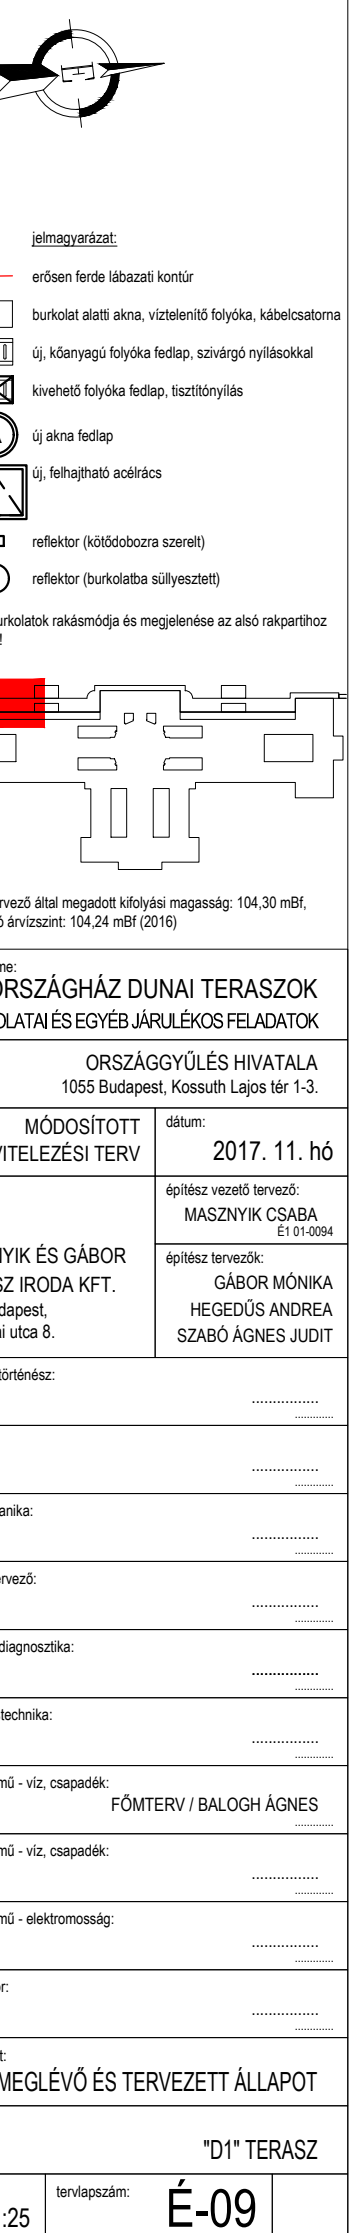 jelmagyarázat:
erősen ferde lábazati kontúr
burkolat alatti akna, víztelenítő folyóka, kábelcsatorna
új, kőanyagú folyóka fedlap, szivárgó nyílásokkal
kivehető folyóka fedlap, tisztítónyílás
új akna fedlap
új, felhajtható acélrács
reflektor (kötődobozra szerelt)
reflektor (burkolatba süllyesztett)
urkolatok rakásmódja és megjelenése az alsó rakpartihoz
!
rvező által megadott kifolyási magasság: 104,30 mBf,
ó árvízszint: 104,24 mBf (2016)
me:
ORSZÁGHÁZ DUNAI TERASZOK
OLATAI ÉS EGYÉB JÁRULÉKOS FELADATOK
ORSZÁGGYŰLÉS HIVATALA
1055 Budapest, Kossuth Lajos tér 1-3.
MÓDOSÍTOTT
VITELEZÉSI TERV
dátum:
2017. 11. hó
építész vezető tervező:
MASZNYIK CSABA
É1 01-0094
NYIK ÉS GÁBOR
SZ IRODA KFT.
dapest,
ai utca 8.
építész tervezők:
GÁBOR MÓNIKA
HEGEDŰS ANDREA
SZABÓ ÁGNES JUDIT
történész:
................
.............
................
.............
anika:
................
.............
ervező:
................
.............
diagnosztika:
................
.............
technika:
................
.............
mű - víz, csapadék:
FŐMTERV / BALOGH ÁGNES
.............
mű - víz, csapadék:
................
.............
mű - elektromosság:
................
.............
or:
................
.............
t:
MEGLÉVŐ ÉS TERVEZETT ÁLLAPOT
"D1" TERASZ
:25
tervlapszám:
É-09